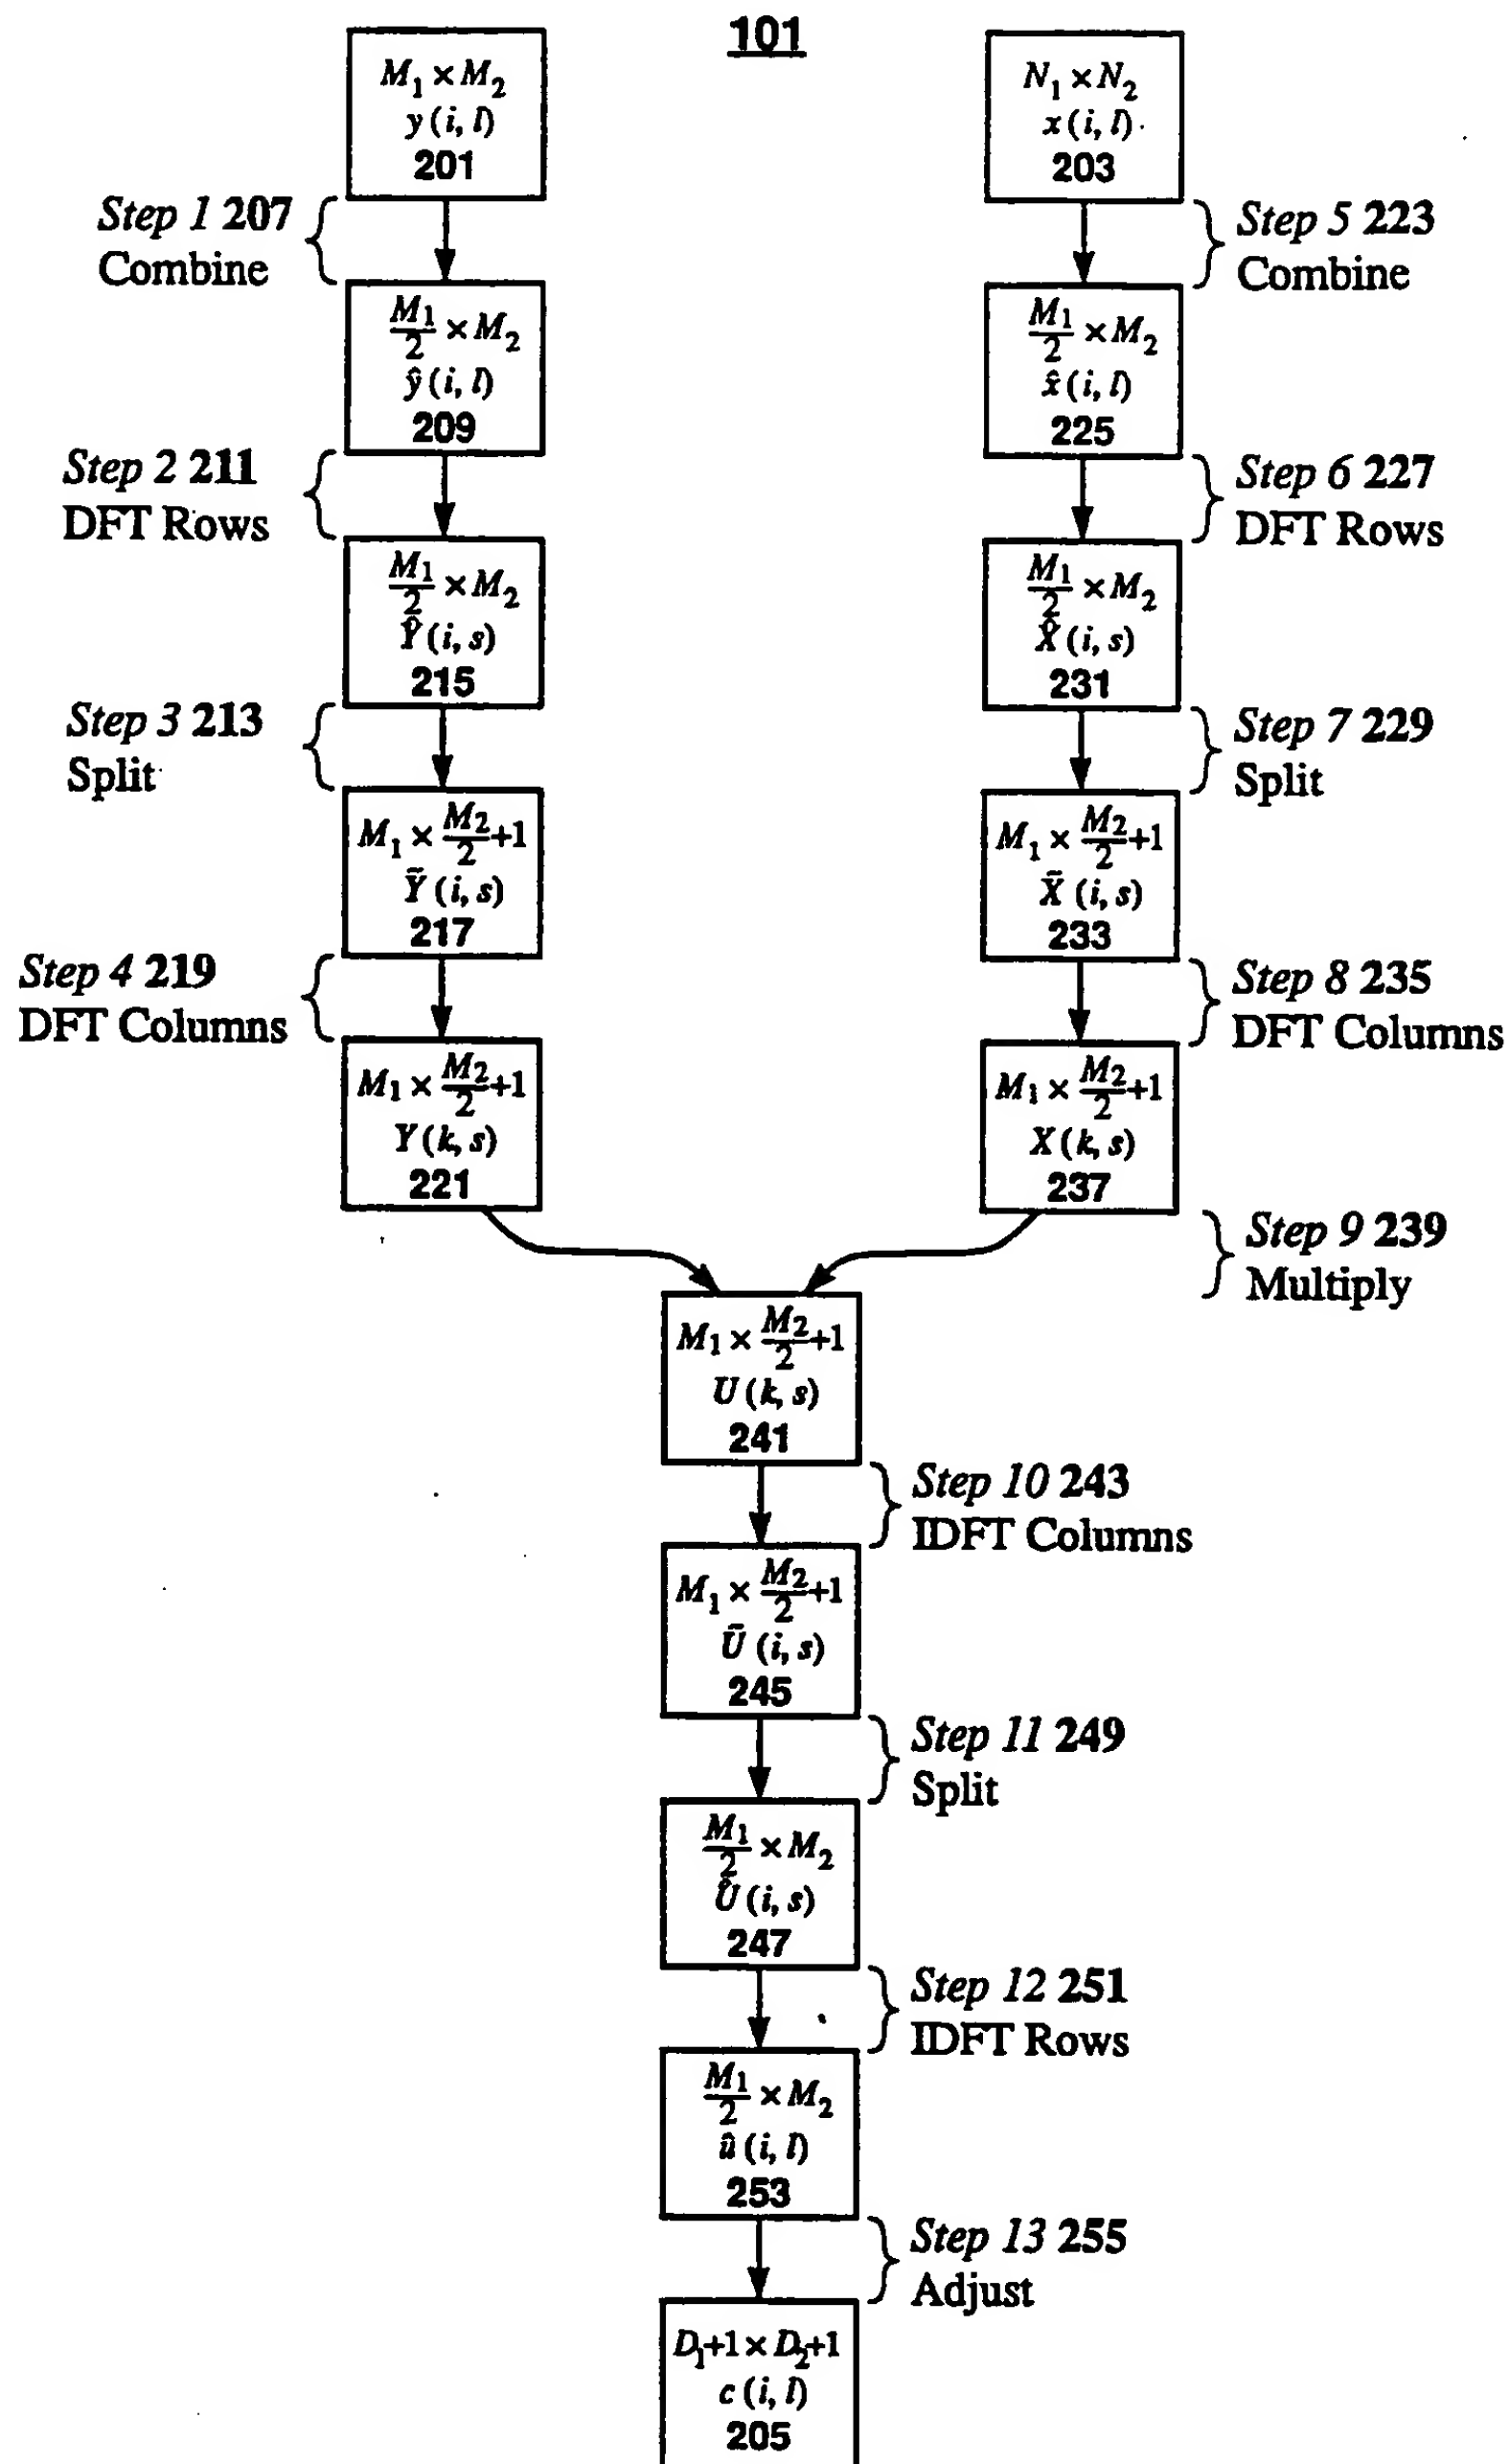 101
M₁ × M₂
y (i, l)
201
Step 1 207
Combine
M₁/2 × M₂
ŷ (i, l)
209
Step 2 211
DFT Rows
M₁/2 × M₂
Ŷ (i, s)
215
Step 3 213
Split
M₁ × M₂/2+1
Ỹ (i, s)
217
Step 4 219
DFT Columns
M₁ × M₂/2+1
Y (k, s)
221
N₁ × N₂
x (i, l)
203
Step 5 223
Combine
M₁/2 × M₂
x̂ (i, l)
225
Step 6 227
DFT Rows
M₁/2 × M₂
X̂ (i, s)
231
Step 7 229
Split
M₁ × M₂/2+1
X̃ (i, s)
233
Step 8 235
DFT Columns
M₁ × M₂/2+1
X (k, s)
237
Step 9 239
Multiply
M₁ × M₂/2+1
U (k, s)
241
Step 10 243
IDFT Columns
M₁ × M₂/2+1
Ũ (i, s)
245
Step 11 249
Split
M₁/2 × M₂
Û (i, s)
247
Step 12 251
IDFT Rows
M₁/2 × M₂
û (i, l)
253
Step 13 255
Adjust
D₁+1 × D₂+1
c (i, l)
205